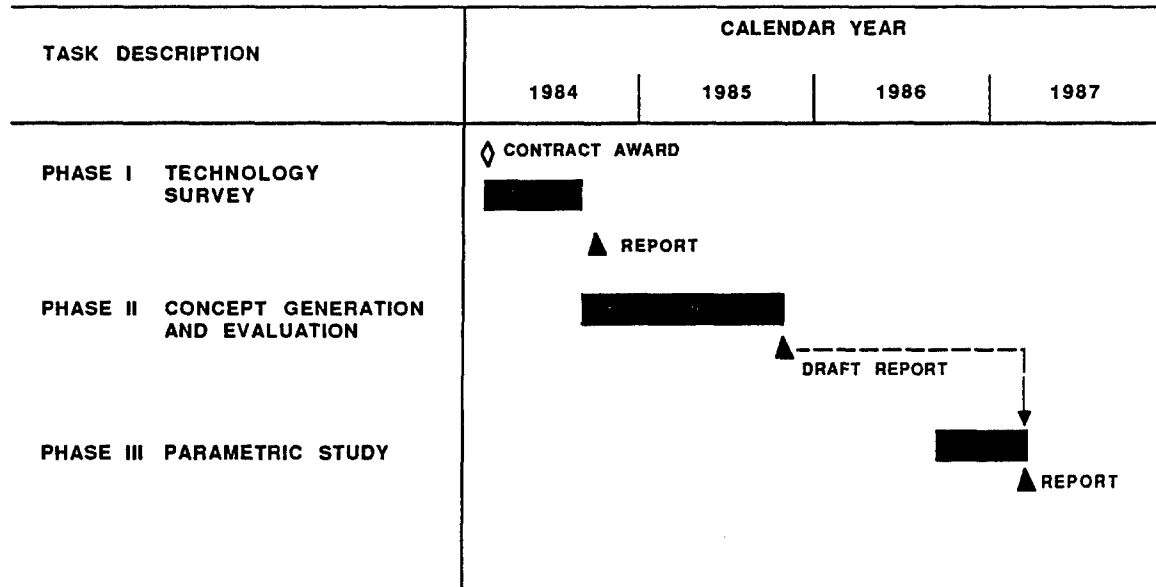 TASK DESCRIPTION
CALENDAR YEAR
1984 1985 1986 1987
CONTRACT AWARD
PHASE I TECHNOLOGY
SURVEY
REPORT
PHASE II CONCEPT GENERATION
AND EVALUATION
DRAFT REPORT
PHASE III PARAMETRIC STUDY
REPORT